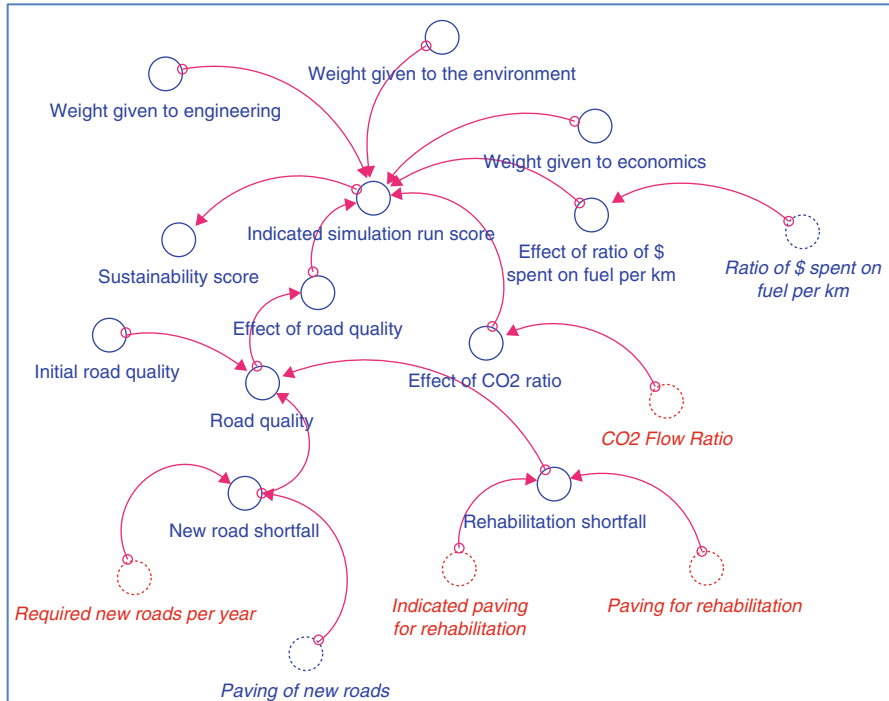 Weight given to the environment
Weight given to engineering
Weight given to economics
Indicated simulation run score
Effect of ratio of $
spent on fuel per km
Ratio of $ spent on
fuel per km
Sustainability score
Effect of road quality
Initial road quality
Effect of CO2 ratio
Road quality
CO2 Flow Ratio
New road shortfall
Rehabilitation shortfall
Required new roads per year
Indicated paving
for rehabilitation
Paving for rehabilitation
Paving of new roads